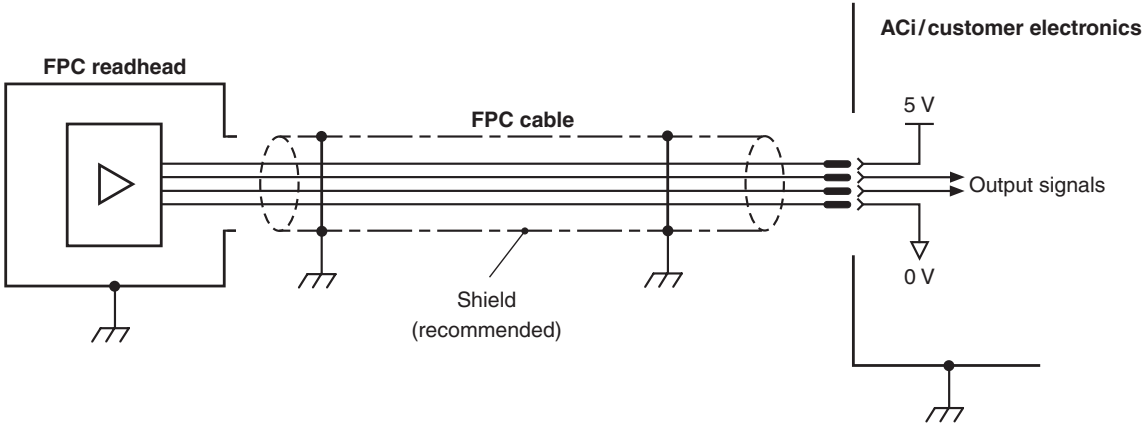 ACi/customer electronics
FPC readhead
FPC cable
5 V
Output signals
0 V
Shield
(recommended)